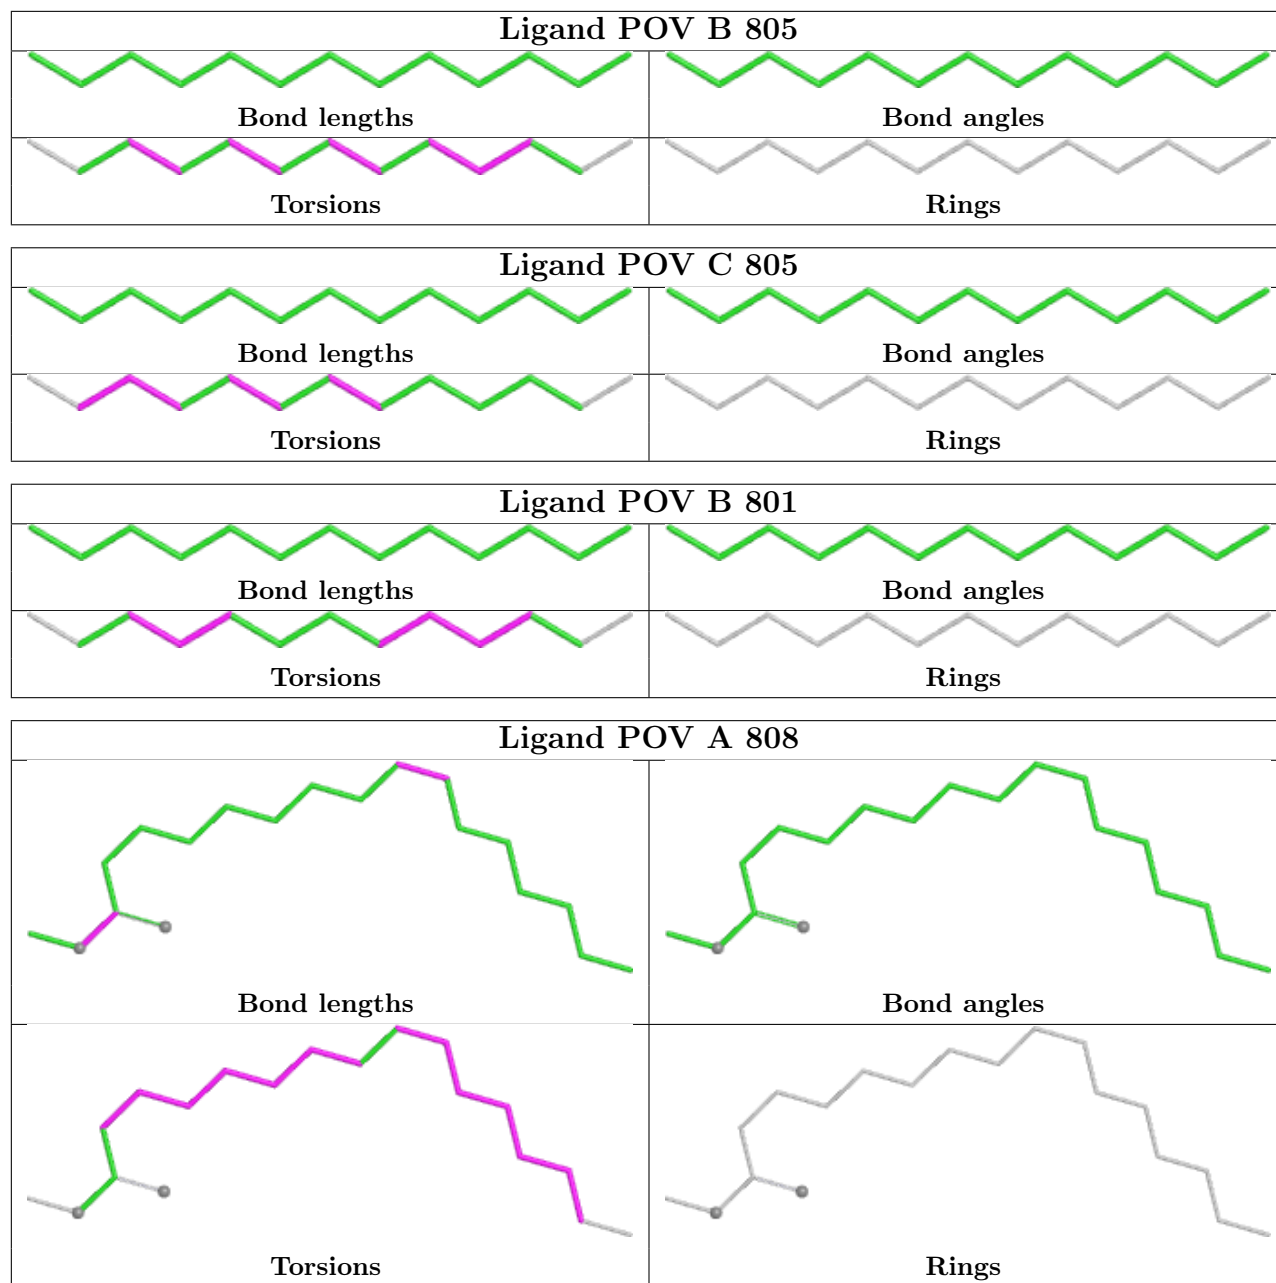 Ligand POV B 805
Bond lengths Bond angles
Torsions Rings
Ligand POV C 805
Bond lengths Bond angles
Torsions Rings
Ligand POV B 801
Bond lengths Bond angles
Torsions Rings
Ligand POV A 808
Bond lengths Bond angles
Torsions Rings